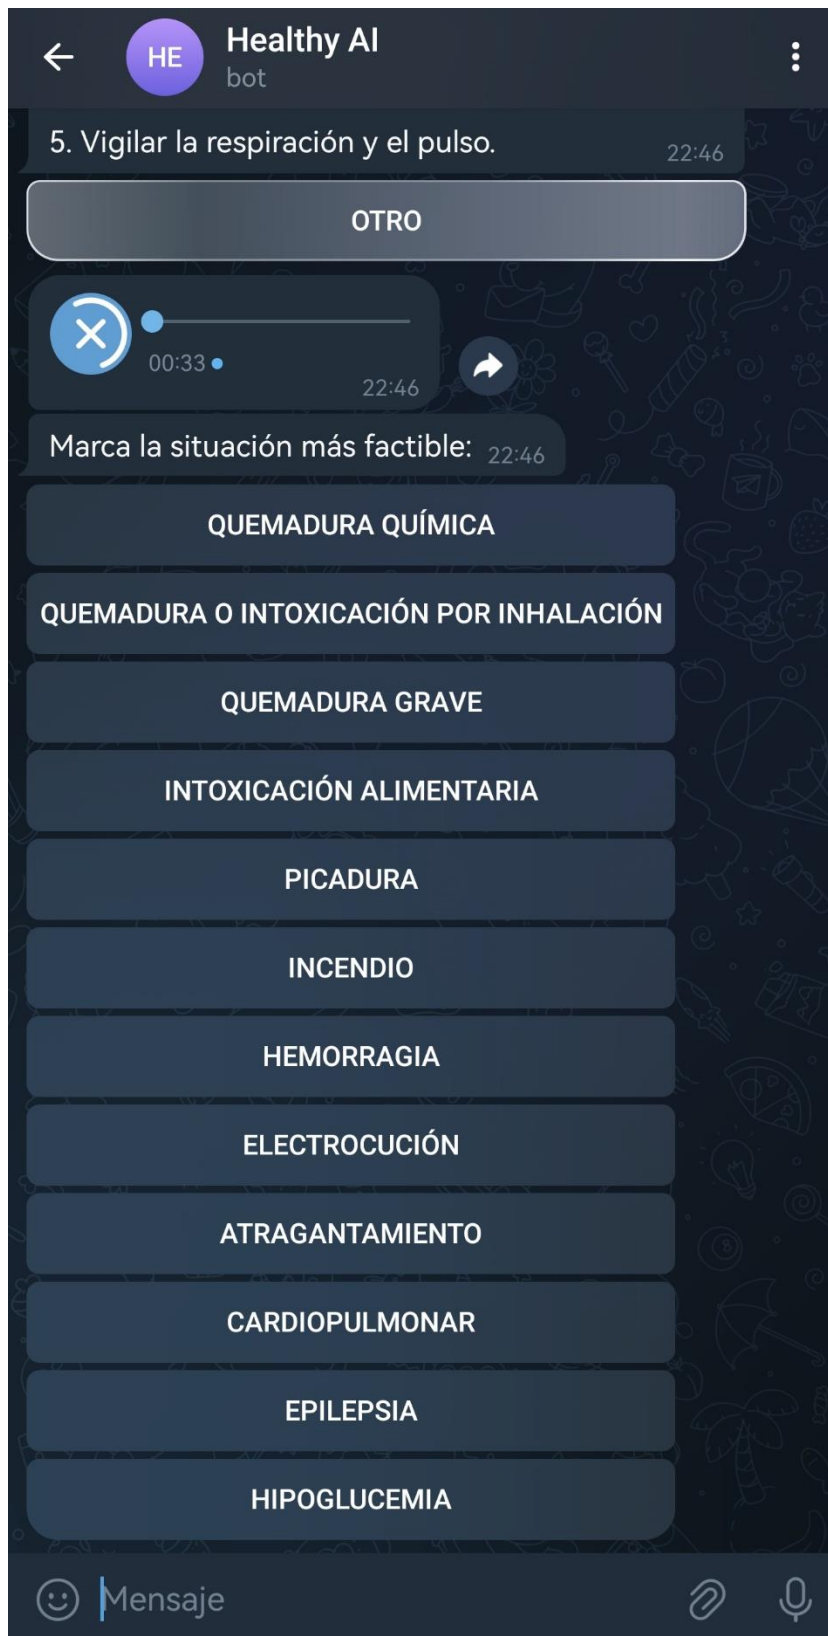 HE
Healthy AI
bot
5. Vigilar la respiración y el pulso.
22:46
OTRO
00:33
22:46
Marca la situación más factible: 22:46
QUEMADURA QUÍMICA
QUEMADURA O INTOXICACIÓN POR INHALACIÓN
QUEMADURA GRAVE
INTOXICACIÓN ALIMENTARIA
PICADURA
INCENDIO
HEMORRAGIA
ELECTROCUCIÓN
ATRAGANTAMIENTO
CARDIOPULMONAR
EPILEPSIA
HIPOGLUCEMIA
Mensaje